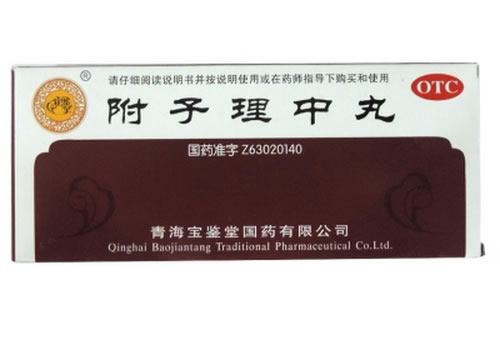 请仔细阅读说明书并按说明使用或在药师指导下购买和使用
®
OTC
附子理中丸
国药准字 Z63020140
青海宝鉴堂国药有限公司
Qinghai Baojiantang Traditional Pharmaceutical Co.Ltd.